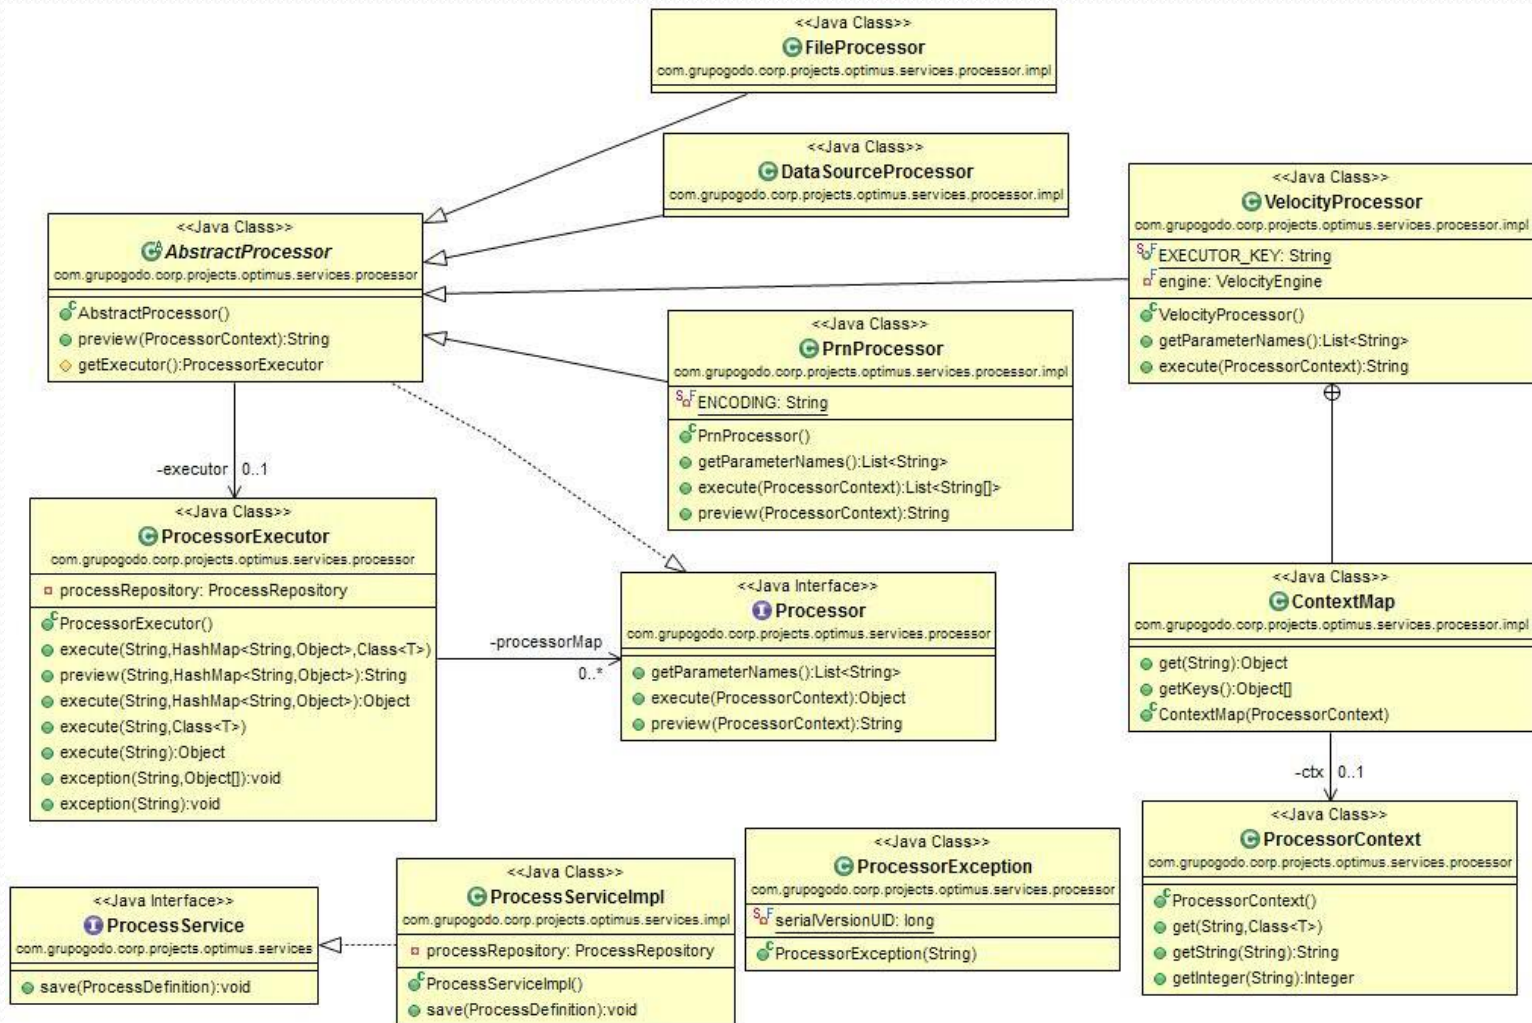 <<Java Class>>
FileProcessor
com.grupogodo.corp.projects.optimus.services.processor.impl
<<Java Class>>
DataSourceProcessor
com.grupogodo.corp.projects.optimus.services.processor.impl
<<Java Class>>
VelocityProcessor
com.grupogodo.corp.projects.optimus.services.processor.impl
EXECUTOR_KEY: String
engine: VelocityEngine
VelocityProcessor()
getParameterNames():List<String>
execute(ProcessorContext):String
<<Java Class>>
AbstractProcessor
com.grupogodo.corp.projects.optimus.services.processor
AbstractProcessor()
preview(ProcessorContext):String
getExecutor():ProcessorExecutor
<<Java Class>>
PrnProcessor
com.grupogodo.corp.projects.optimus.services.processor.impl
ENCODING: String
PrnProcessor()
getParameterNames():List<String>
execute(ProcessorContext):List<String[]>
preview(ProcessorContext):String
-executor 0..1
<<Java Class>>
ProcessorExecutor
com.grupogodo.corp.projects.optimus.services.processor
processRepository: ProcessRepository
ProcessorExecutor()
execute(String,HashMap<String,Object>,Class<T>)
preview(String,HashMap<String,Object>):String
execute(String,HashMap<String,Object>):Object
execute(String,Class<T>)
execute(String):Object
exception(String,Object[]):void
exception(String):void
-processorMap
0..*
<<Java Interface>>
Processor
com.grupogodo.corp.projects.optimus.services.processor
getParameterNames():List<String>
execute(ProcessorContext):Object
preview(ProcessorContext):String
<<Java Class>>
ContextMap
com.grupogodo.corp.projects.optimus.services.processor.impl
get(String):Object
getKeys():Object[]
ContextMap(ProcessorContext)
-ctx 0..1
<<Java Class>>
ProcessorContext
com.grupogodo.corp.projects.optimus.services.processor
ProcessorContext()
get(String,Class<T>)
getString(String):String
getInteger(String):Integer
<<Java Class>>
ProcessorException
com.grupogodo.corp.projects.optimus.services.processor
serialVersionUID: long
ProcessorException(String)
<<Java Class>>
ProcessServiceImpl
com.grupogodo.corp.projects.optimus.services.impl
processRepository: ProcessRepository
ProcessServiceImpl()
save(ProcessDefinition):void
<<Java Interface>>
ProcessService
com.grupogodo.corp.projects.optimus.services
save(ProcessDefinition):void